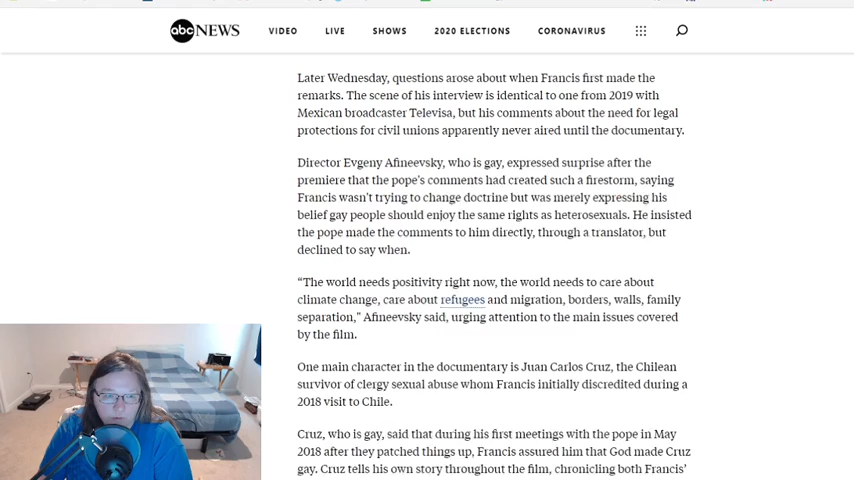 abc NEWS VIDEO LIVE SHOWS 2020 ELECTIONS CORONAVIRUS
Later Wednesday, questions arose about when Francis first made the
remarks. The scene of his interview is identical to one from 2019 with
Mexican broadcaster Televisa, but his comments about the need for legal
protections for civil unions apparently never aired until the documentary.
Director Evgeny Afineevsky, who is gay, expressed surprise after the
premiere that the pope's comments had created such a firestorm, saying
Francis wasn't trying to change doctrine but was merely expressing his
belief gay people should enjoy the same rights as heterosexuals. He insisted
the pope made the comments to him directly, through a translator, but
declined to say when.
“The world needs positivity right now, the world needs to care about
climate change, care about refugees and migration, borders, walls, family
separation," Afineevsky said, urging attention to the main issues covered
by the film.
One main character in the documentary is Juan Carlos Cruz, the Chilean
survivor of clergy sexual abuse whom Francis initially discredited during a
2018 visit to Chile.
Cruz, who is gay, said that during his first meetings with the pope in May
2018 after they patched things up, Francis assured him that God made Cruz
gay. Cruz tells his own story throughout the film, chronicling both Francis'